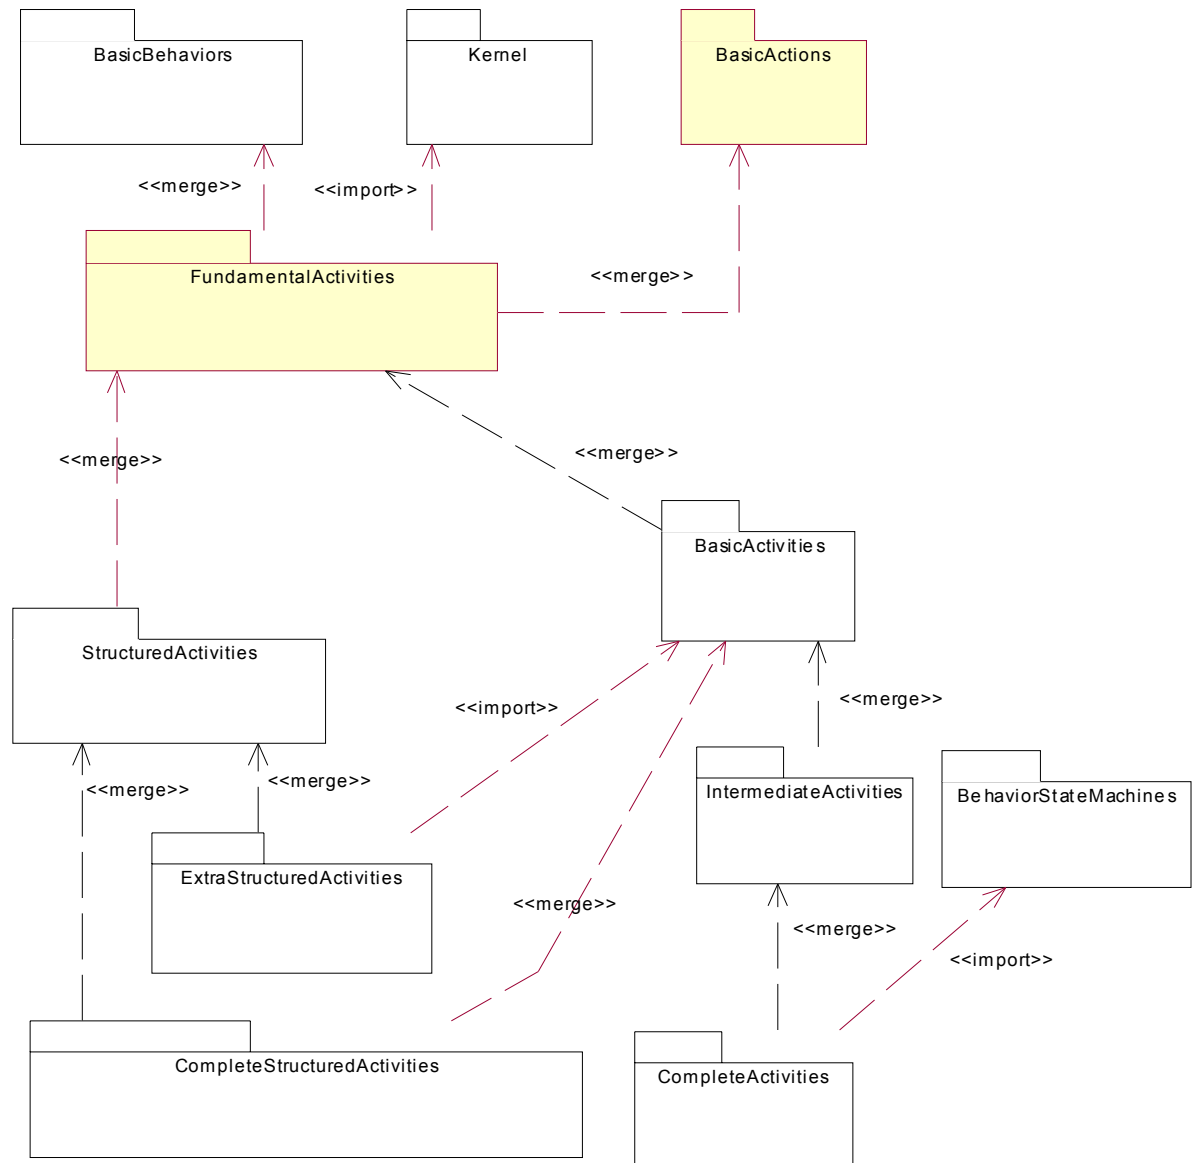 BasicBehaviors
Kernel
BasicActions
<<merge>>
<<import>>
<<merge>>
FundamentalActivities
<<merge>>
<<merge>>
BasicActivities
StructuredActivities
<<import>>
<<merge>>
<<merge>>
<<merge>>
IntermediateActivities
BehaviorStateMachines
ExtraStructuredActivities
<<merge>>
<<merge>>
<<import>>
CompleteStructuredActivities
CompleteActivities